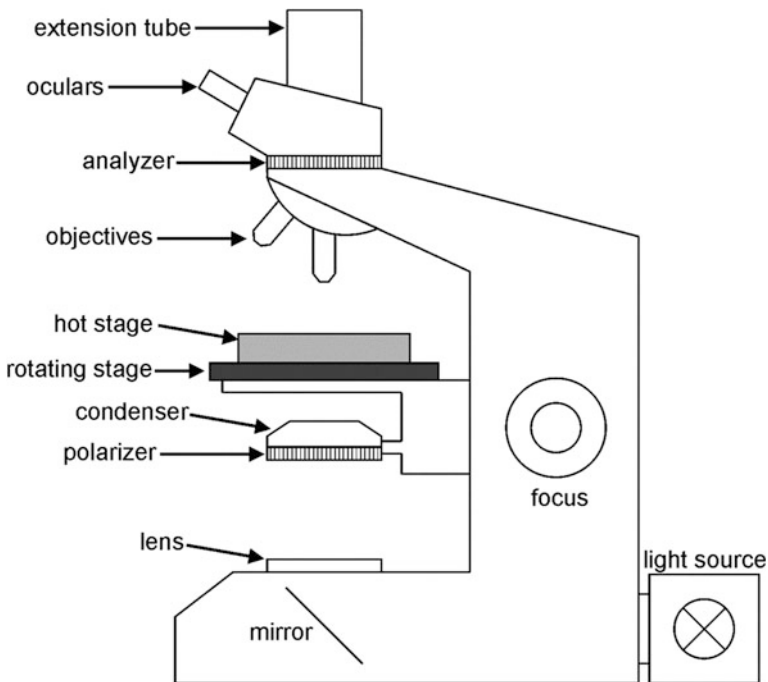 extension tube
oculars
analyzer
objectives
hot stage
rotating stage
condenser
polarizer
focus
lens
light source
mirror